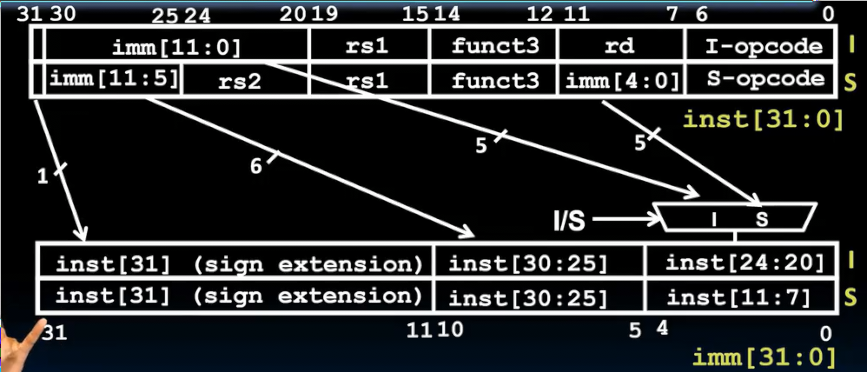 31 30 25 24 20 19 15 14 12 11 7 6 0
imm[11:0] rs1 funct3 rd I-opcode I
imm[11:5] rs2 rs1 funct3 imm[4:0] S-opcode S
inst[31:0]
1 6 5 5
I/S I S
inst[31] (sign extension) inst[30:25] inst[24:20] I
inst[31] (sign extension) inst[30:25] inst[11:7] S
31 11 10 5 4 0
imm[31:0]